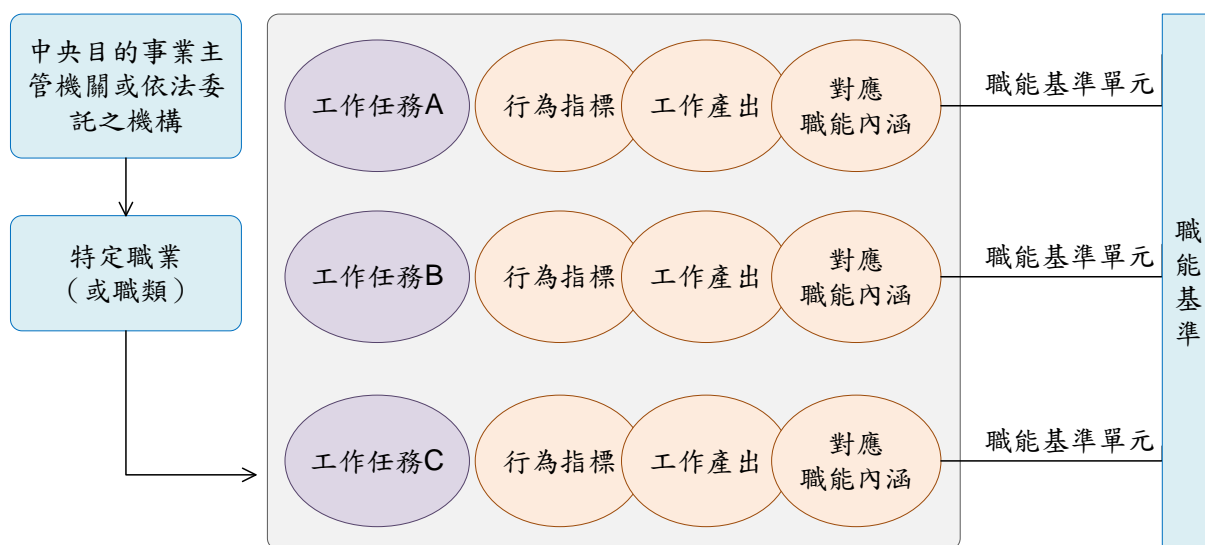 中央目的事業主
管機關或依法委
託之機構
特定職業
（或職類）
工作任務A
行為指標
工作產出
對應
職能內涵
職能基準單元
工作任務B
行為指標
工作產出
對應
職能內涵
職能基準單元
工作任務C
行為指標
工作產出
對應
職能內涵
職能基準單元
職能基準